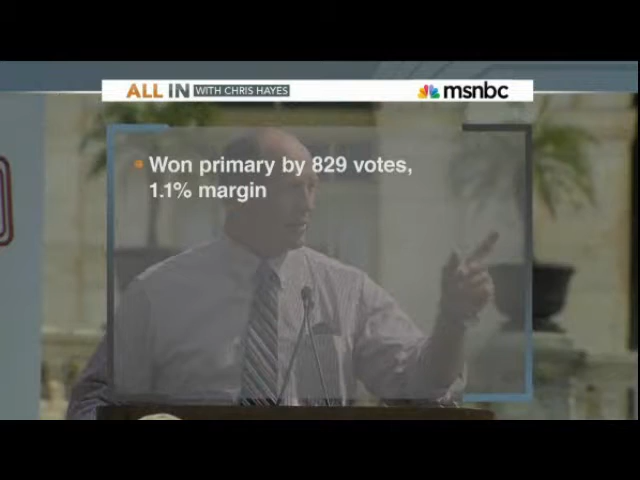 ALL IN WITH CHRIS HAYES msnbc
Won primary by 829 votes,
1.1% margin